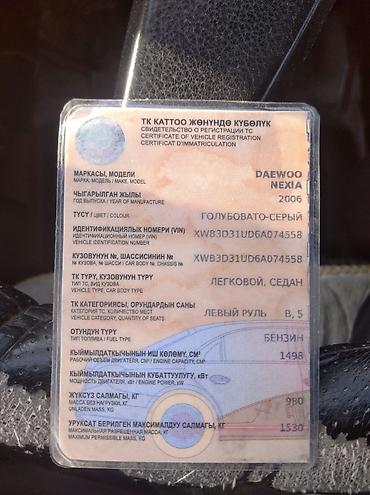 ТК КАТТОО ЖӨНҮНДӨ КҮБӨЛҮК
СВИДЕТЕЛЬСТВО О РЕГИСТРАЦИИ ТС
CERTIFICATE OF VEHICLE REGISTRATION
CERTIFICAT D'IMMATRICULATION
МАРКАСЫ, МОДЕЛИ
МАРКА, МОДЕЛЬ / MAKE, MODEL
DAEWOO
NEXIA
ЧЫГАРЫЛГАН ЖЫЛЫ
ГОД ВЫПУСКА / YEAR OF MANUFACTURE
2006
ТҮСҮ / ЦВЕТ / COLOUR
ГОЛУБОВАТО-СЕРЫЙ
ИДЕНТИФИКАЦИЯЛЫК НОМЕРИ (VIN)
ИДЕНТИФИКАЦИОННЫЙ НОМЕР (VIN)
VEHICLE IDENTIFICATION NUMBER
XWB3D31UD6A074558
КУЗОВУНУН №, ШАССИСИНИН №
№ КУЗОВА, № ШАССИ / CAR BODY №, CHASSIS №
XWB3D31UD6A074558
ТК ТҮРҮ, КУЗОВУНУН ТҮРҮ
ТИП ТС, ВИД КУЗОВА
VEHICLE TYPE, CAR BODY TYPE
ЛЕГКОВОЙ, СЕДАН
ТК КАТЕГОРИЯСЫ, ОРУНДАРДЫН САНЫ
КАТЕГОРИЯ ТС, КОЛИЧЕСТВО МЕСТ
VEHICLE CATEGORY, QUANTITY OF SEATS
ЛЕВЫЙ РУЛЬ B, 5
ОТУНДУН ТҮРҮ
ТИП ТОПЛИВА / FUEL TYPE
БЕНЗИН
КЫЙМЫЛДАТКЫЧЫНЫН ИШ КӨЛӨМҮ, СМ³
РАБОЧИЙ ОБЪЕМ ДВИГАТЕЛЯ, СМ³ / ENGINE CAPACITY, СМ³
1498
КЫЙМЫЛДАТКЫЧЫНЫН КУБАТТУУЛУГУ, кВт
МОЩНОСТЬ ДВИГАТЕЛЯ, кВт / ENGINE POWER, kW
ЖҮКСҮЗ САЛМАГЫ, КГ
МАССА БЕЗ НАГРУЗКИ, КГ
UNLADEN MASS, KG
980
УРУКСАТ БЕРИЛГЕН МАКСИМАЛДУУ САЛМАГЫ, КГ
МАКСИМАЛЬНАЯ РАЗРЕШЕННАЯ МАССА, КГ
MAXIMUM PERMISSIBLE MASS, KG
1530